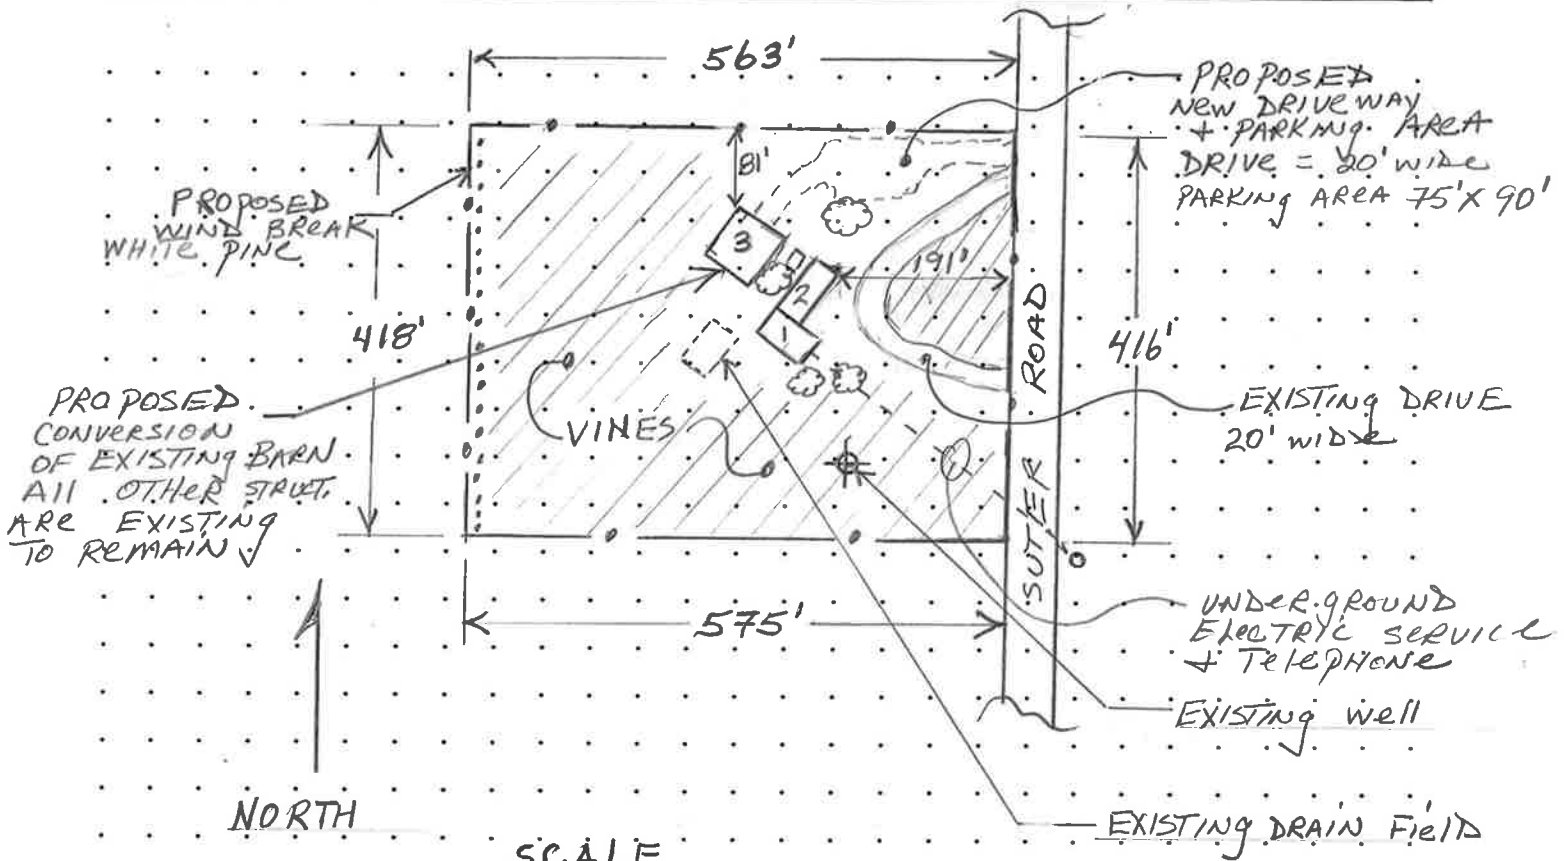 563'
PROPOSED
NEW DRIVEWAY
+ PARKING AREA
DRIVE = 20' WIDE
PARKING AREA 75' X 90'
81'
PROPOSED
WIND BREAK
WHITE PINE
3
191'
2
1
418'
416'
ROAD
SUTER
PROPOSED
CONVERSION
OF EXISTING BARN
All OTHER STRUCT.
ARE EXISTING
TO REMAIN
VINES
EXISTING DRIVE
20' WIDE
575'
UNDERGROUND
ELECTRIC SERVICE
+ TELEPHONE
EXISTING Well
NORTH
EXISTING DRAIN FIELD
SCALE